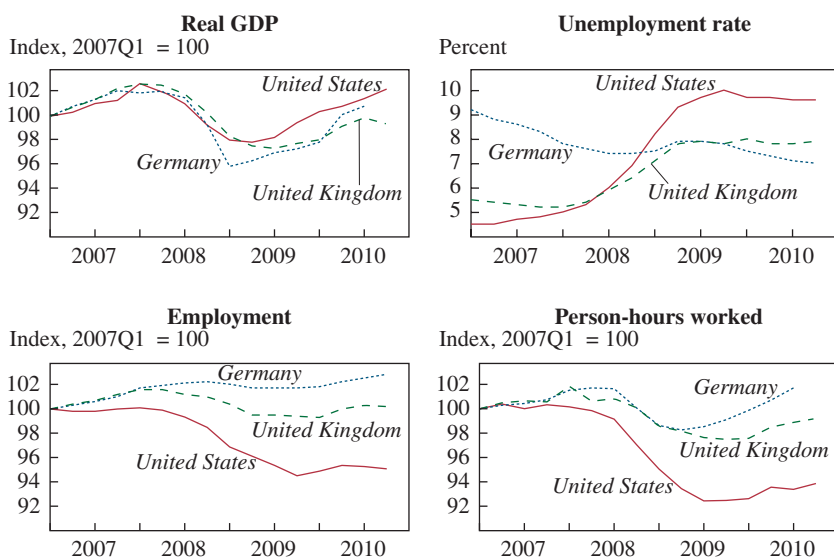 Real GDP
Index, 2007Q1 = 100
102
100
98
96
94
92
United States
Germany
United Kingdom
2007 2008 2009 2010
Unemployment rate
Percent
10
9
8
7
6
5
United States
Germany
United Kingdom
2007 2008 2009 2010
Employment
Index, 2007Q1 = 100
102
100
98
96
94
92
Germany
United Kingdom
United States
2007 2008 2009 2010
Person-hours worked
Index, 2007Q1 = 100
102
100
98
96
94
92
Germany
United Kingdom
United States
2007 2008 2009 2010